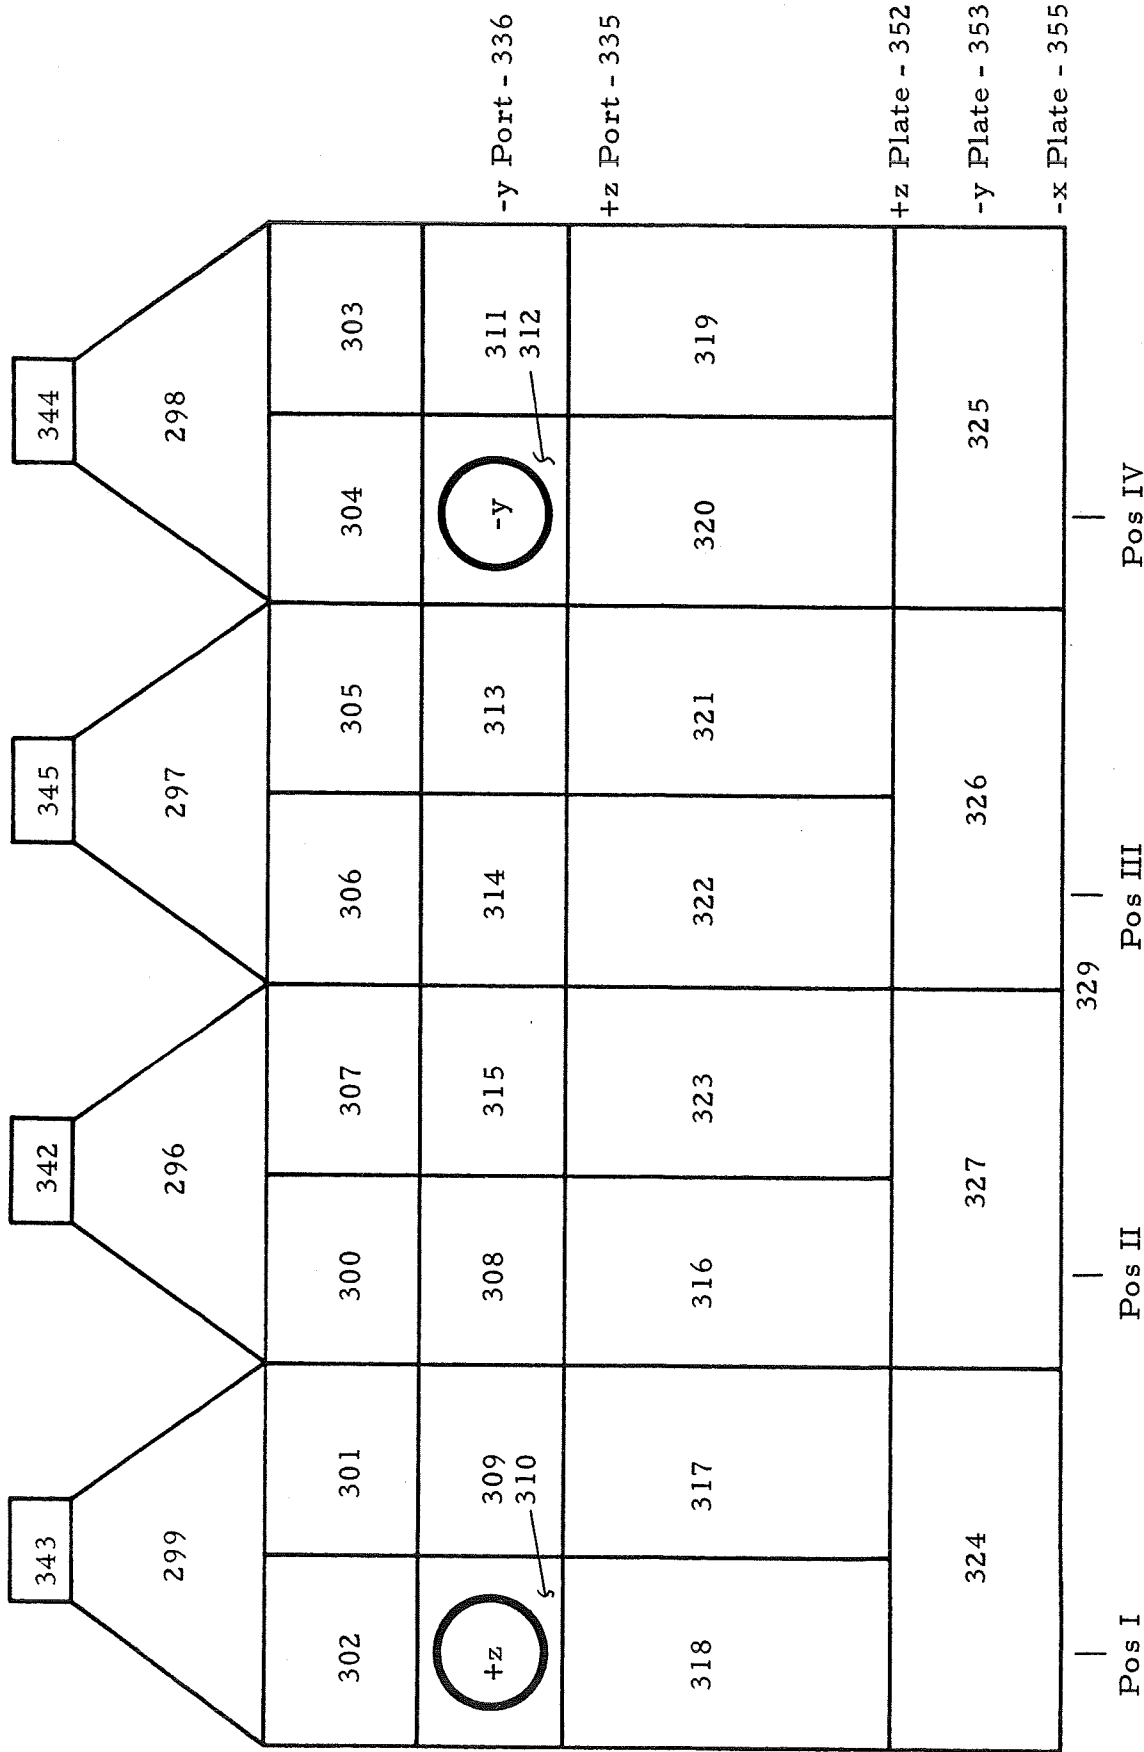 343 342 345 344
299 296 297 298
302 301 300 307 306 305 304 303
+z 309 308 315 314 313 -y 311 -y Port - 336
310 312
+z Port - 335
318 317 316 323 322 321 320 319
+z Plate - 352
324 327 326 325 -y Plate - 353
-x Plate - 355
329
Pos I Pos II Pos III Pos IV